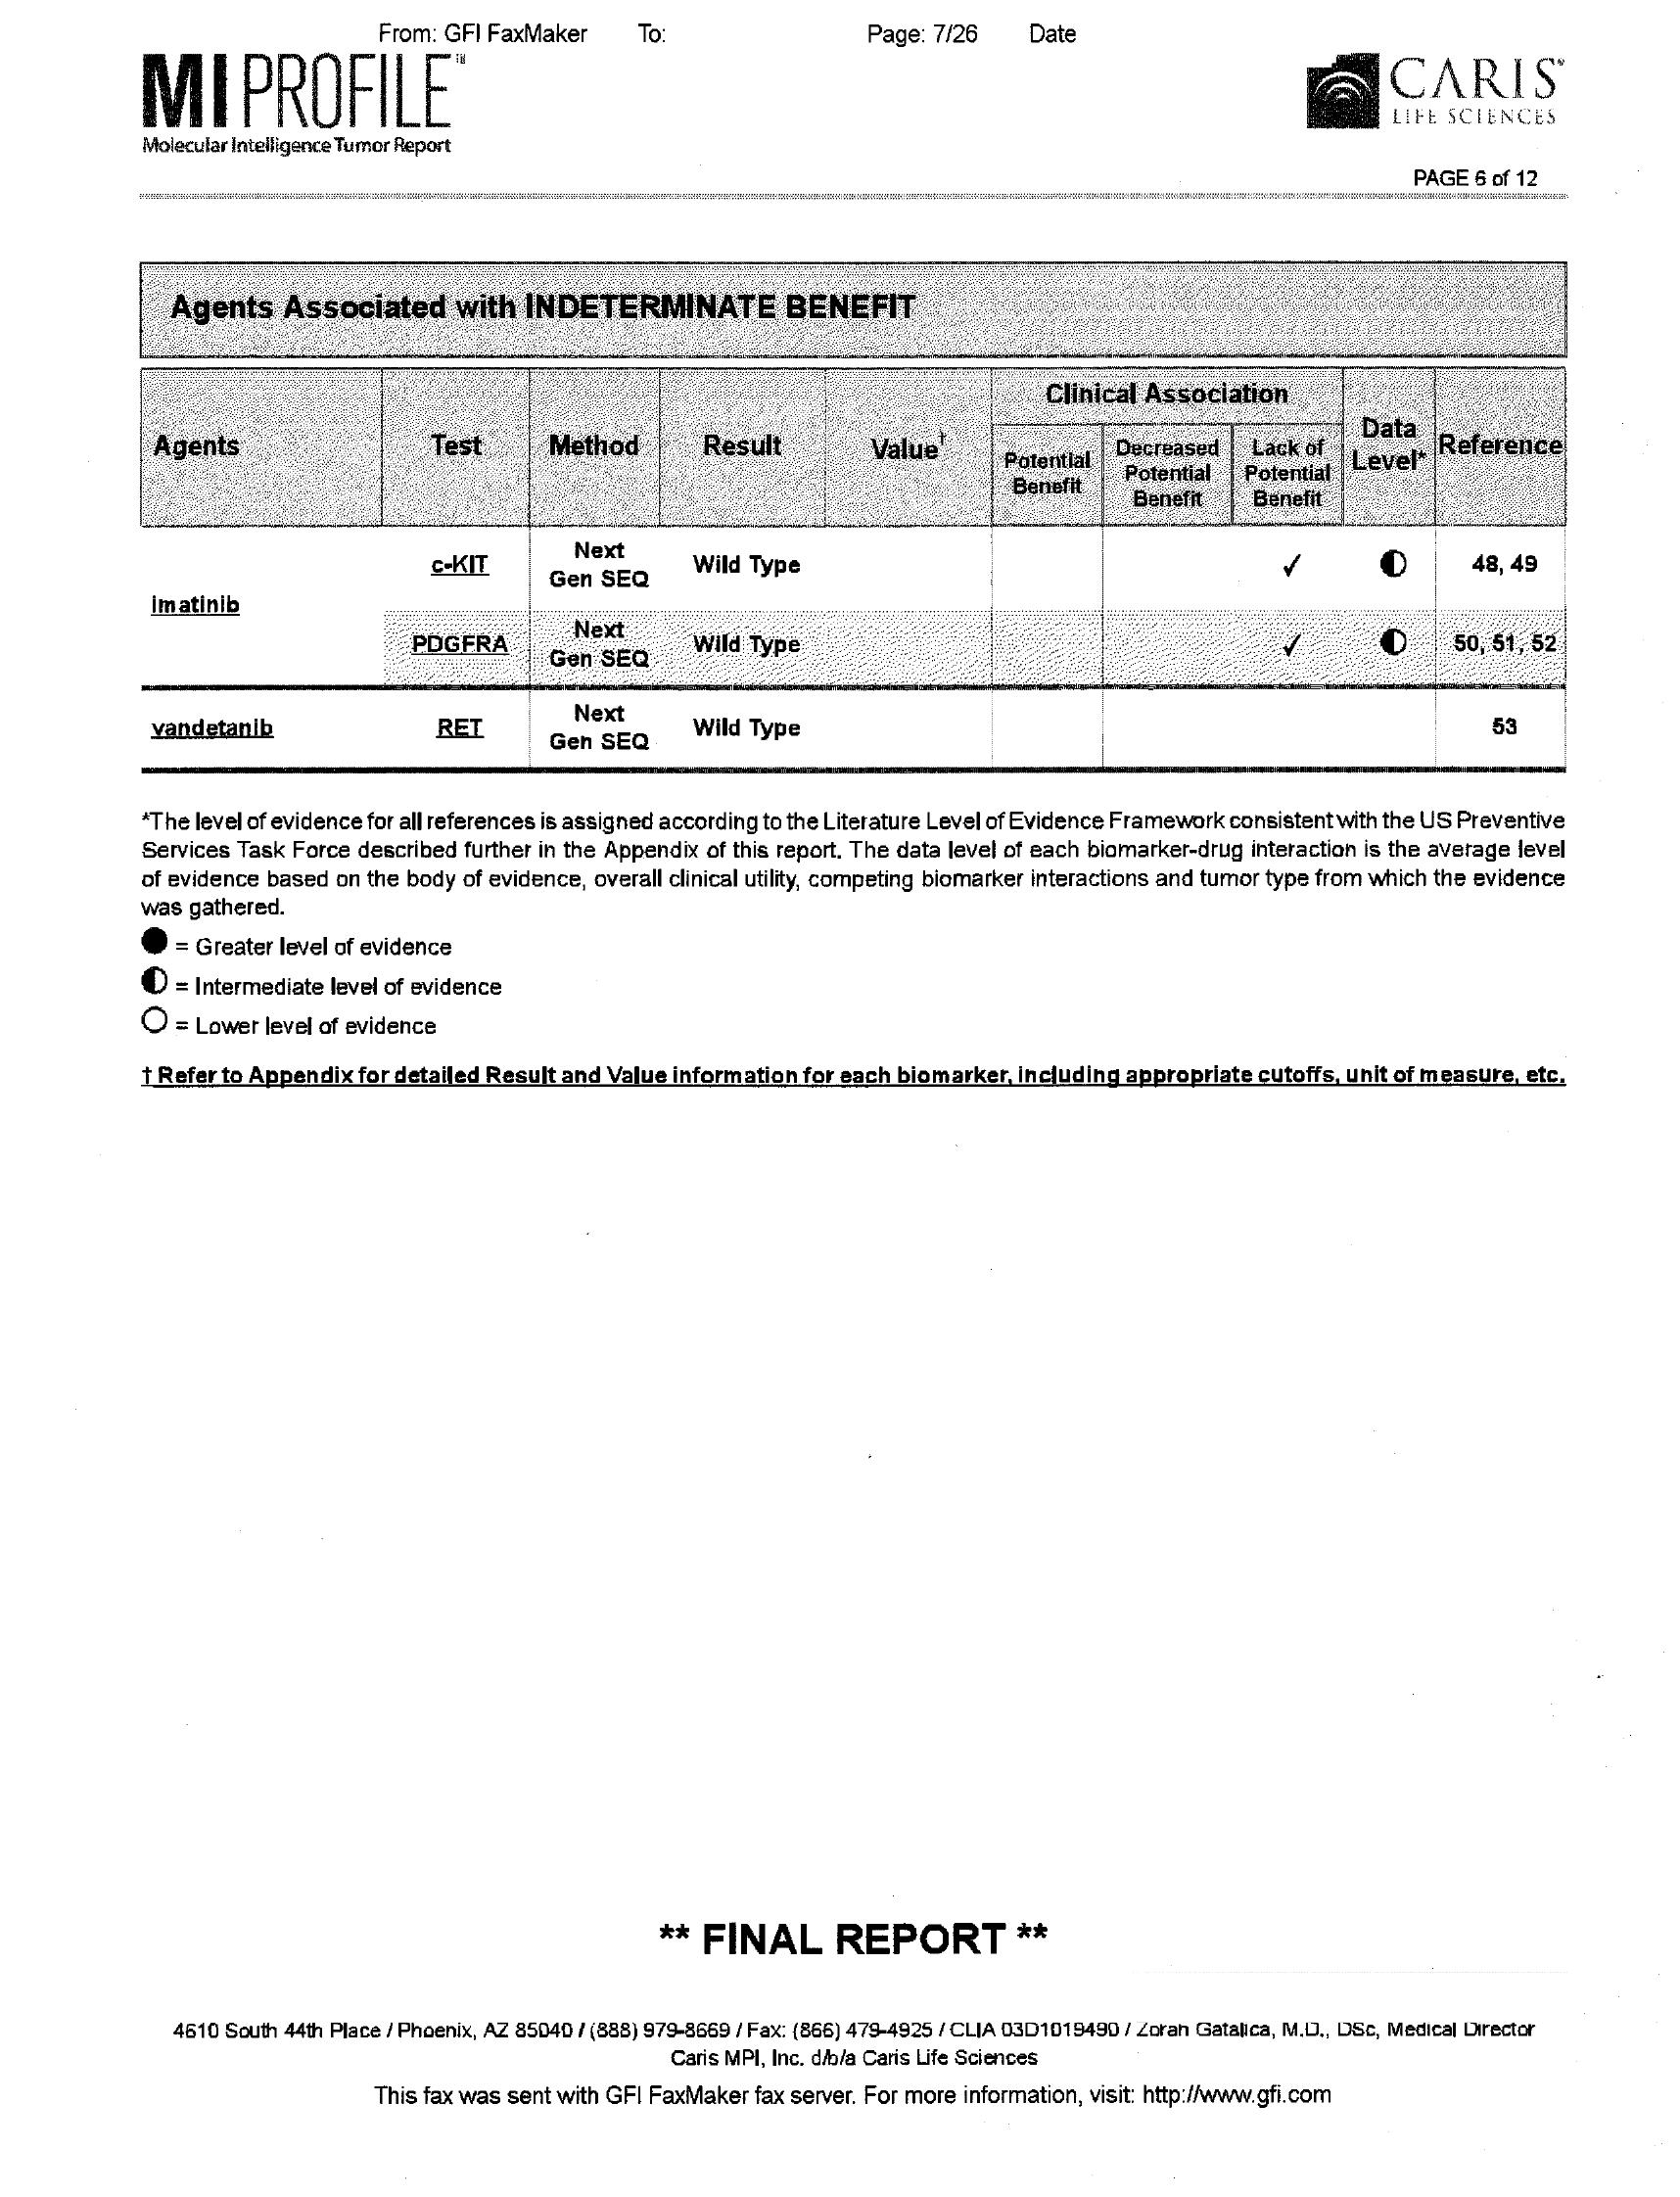 From: GFI FaxMaker To: Page: 7/26 Date
MI PROFILE™
Molecular Intelligence Tumor Report
CARIS®
LIFE SCIENCES
PAGE 6 of 12
Agents Associated with INDETERMINATE BENEFIT
Agents Test Method Result Value† Clinical Association Data Level* Reference
Potential Benefit Decreased Potential Benefit Lack of Potential Benefit
imatinib
c-KIT Next Gen SEQ Wild Type ✓ ◐ 48, 49
PDGFRA Next Gen SEQ Wild Type ✓ ◐ 50, 51, 52
vandetanib RET Next Gen SEQ Wild Type 53
*The level of evidence for all references is assigned according to the Literature Level of Evidence Framework consistent with the US Preventive
Services Task Force described further in the Appendix of this report. The data level of each biomarker-drug interaction is the average level
of evidence based on the body of evidence, overall clinical utility, competing biomarker interactions and tumor type from which the evidence
was gathered.
● = Greater level of evidence
◐ = Intermediate level of evidence
○ = Lower level of evidence
† Refer to Appendix for detailed Result and Value information for each biomarker, including appropriate cutoffs, unit of measure, etc.
** FINAL REPORT **
4610 South 44th Place / Phoenix, AZ 85040 / (888) 979-8669 / Fax: (866) 479-4925 / CLIA 03D1019490 / Zoran Gatalica, M.D., DSc, Medical Director
Caris MPI, Inc. d/b/a Caris Life Sciences
This fax was sent with GFI FaxMaker fax server. For more information, visit: http://www.gfi.com